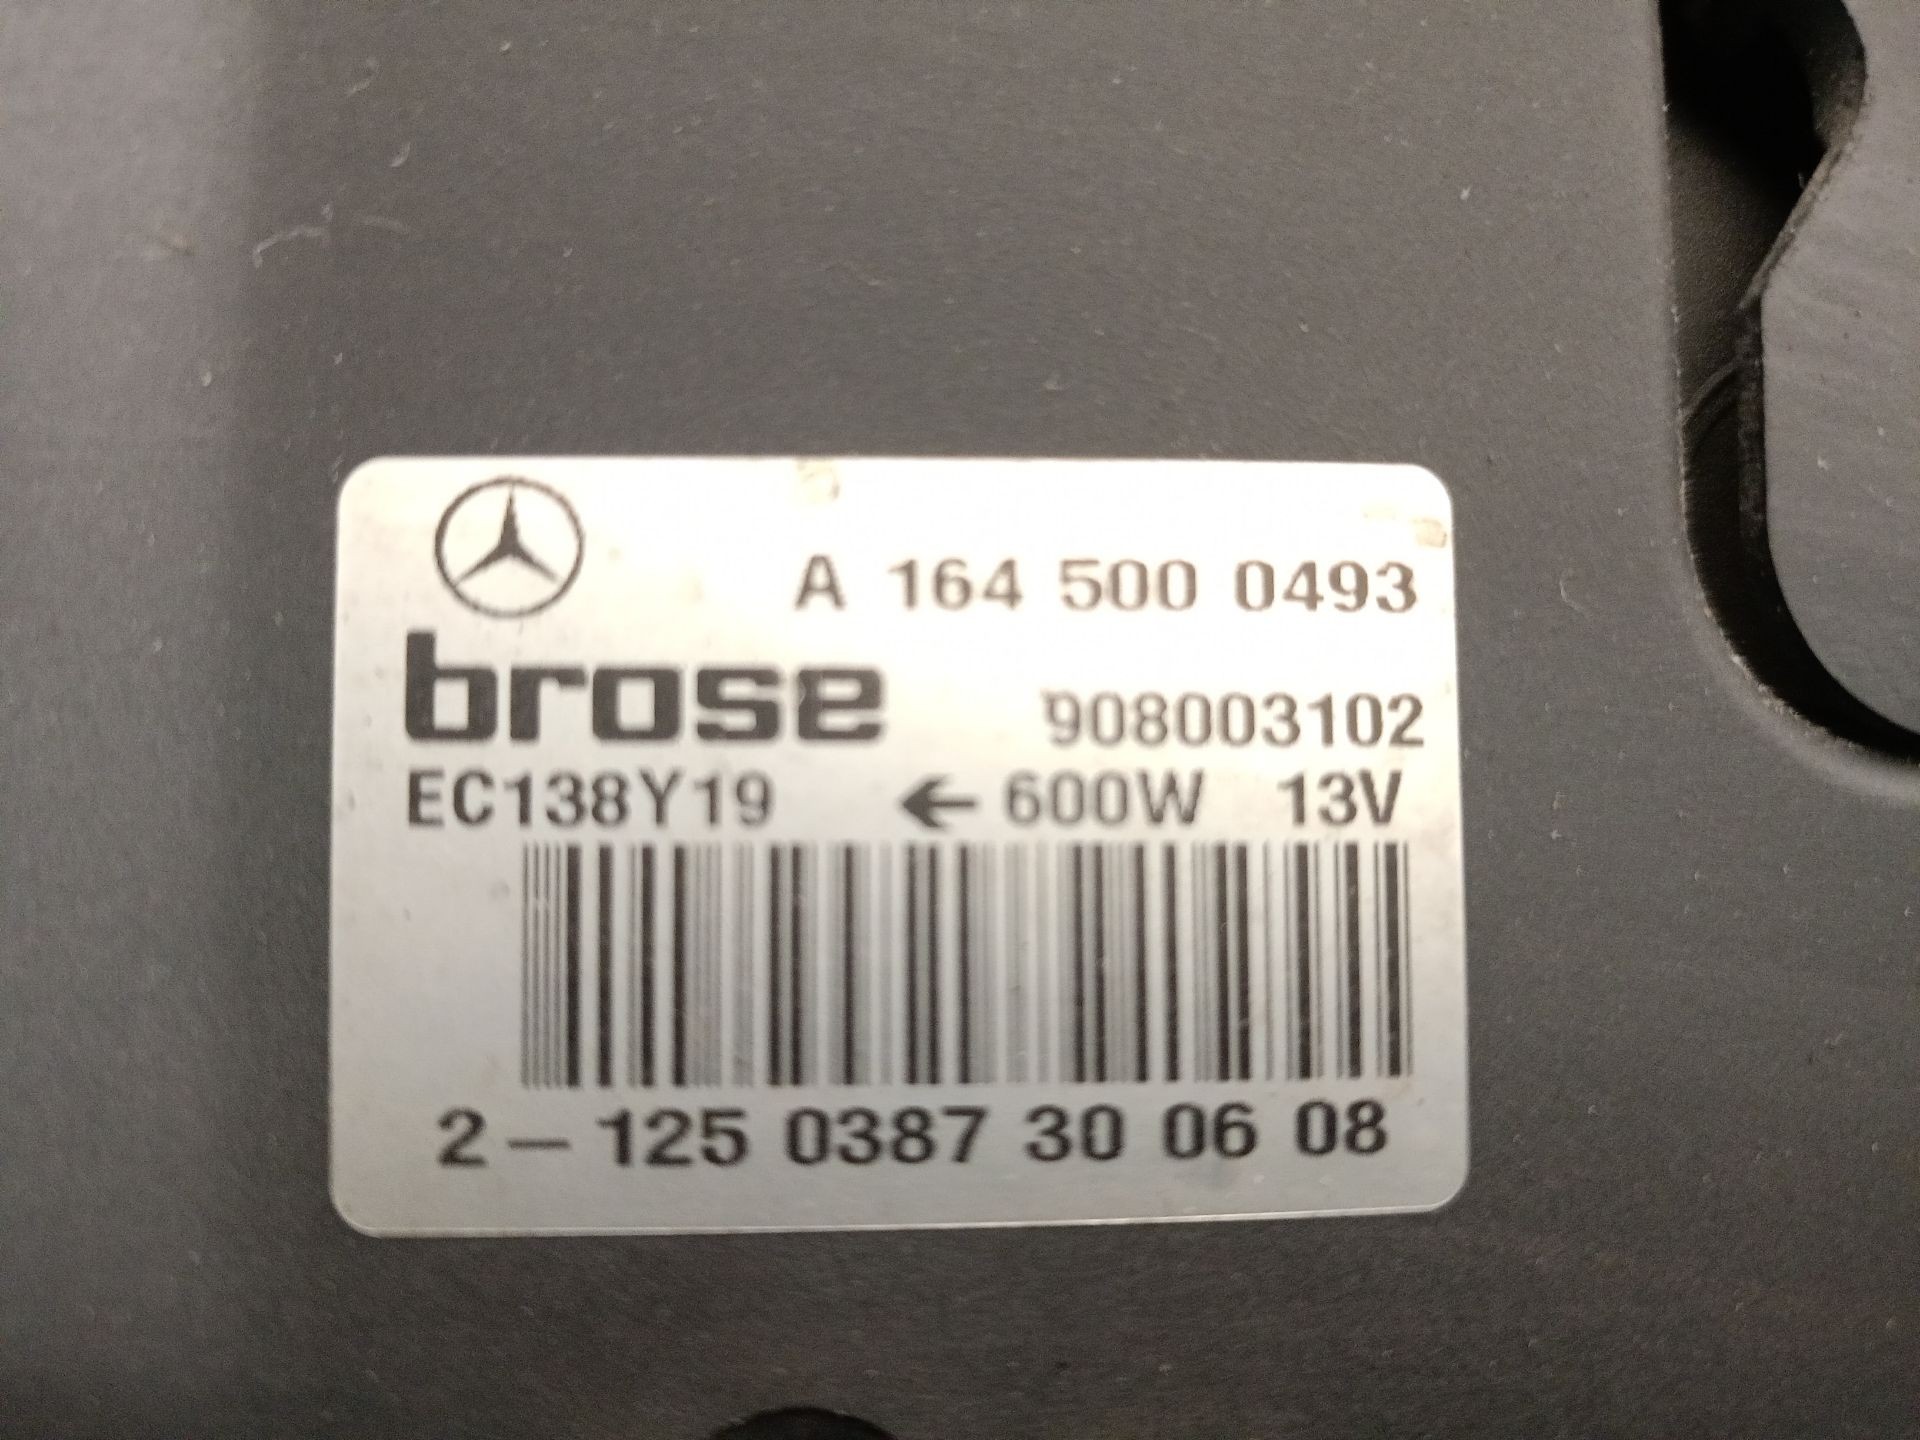 A 164 500 0493
brose 908003102
EC138Y19 ← 600W 13V
2-125 0387 30 06 08